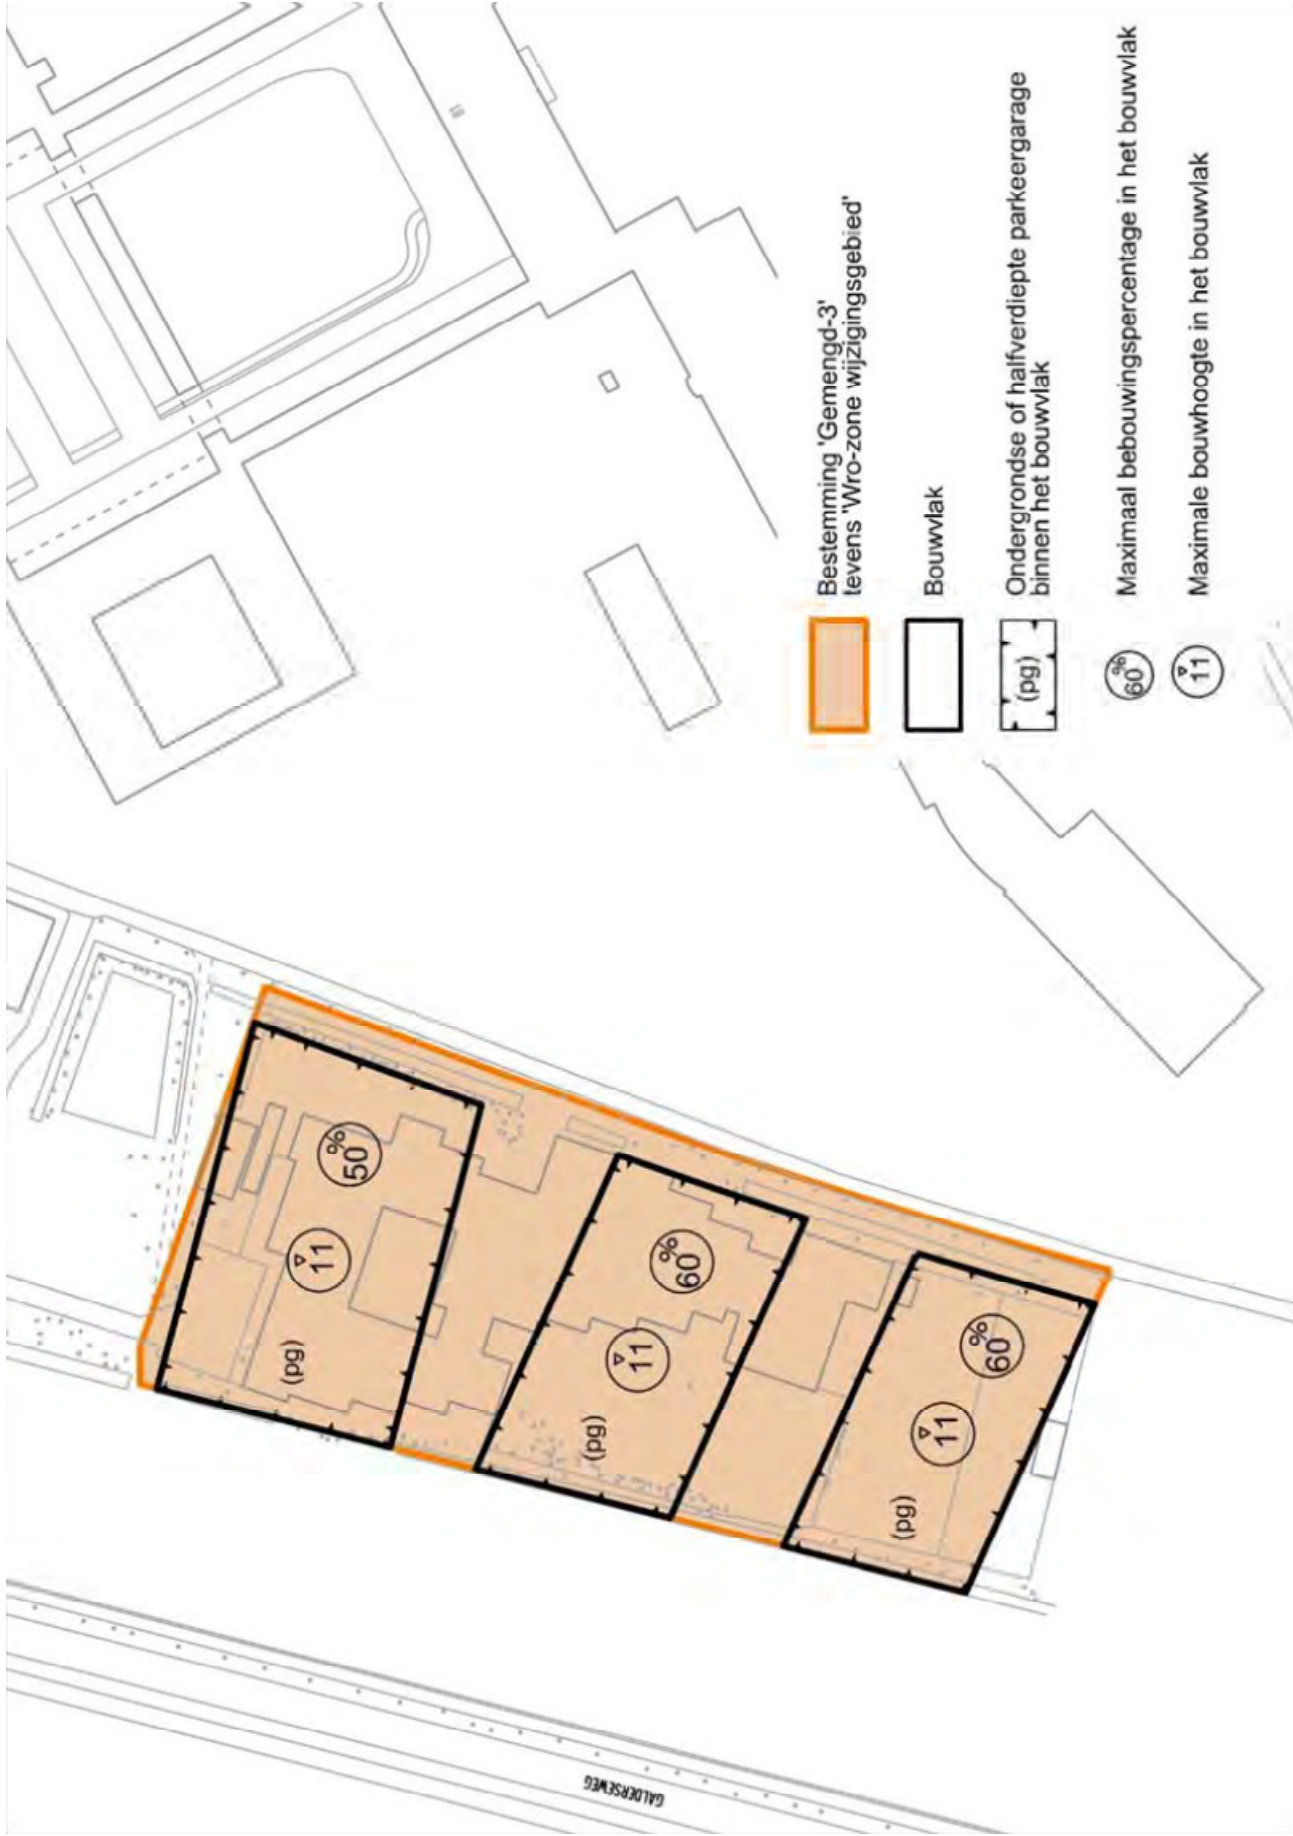 18
Bestemming 'Gemengd-3'
tevens 'Wro-zone wijzigingsgebied'
Bouwvlak
(pg)
Ondergrondse of halfverdiepte parkeergarage
binnen het bouwvlak
60 %
Maximaal bebouwingspercentage in het bouwvlak
11
Maximale bouwhoogte in het bouwvlak
50 %
11
(pg)
60 %
11
(pg)
60 %
11
(pg)
GALDERSEWEG